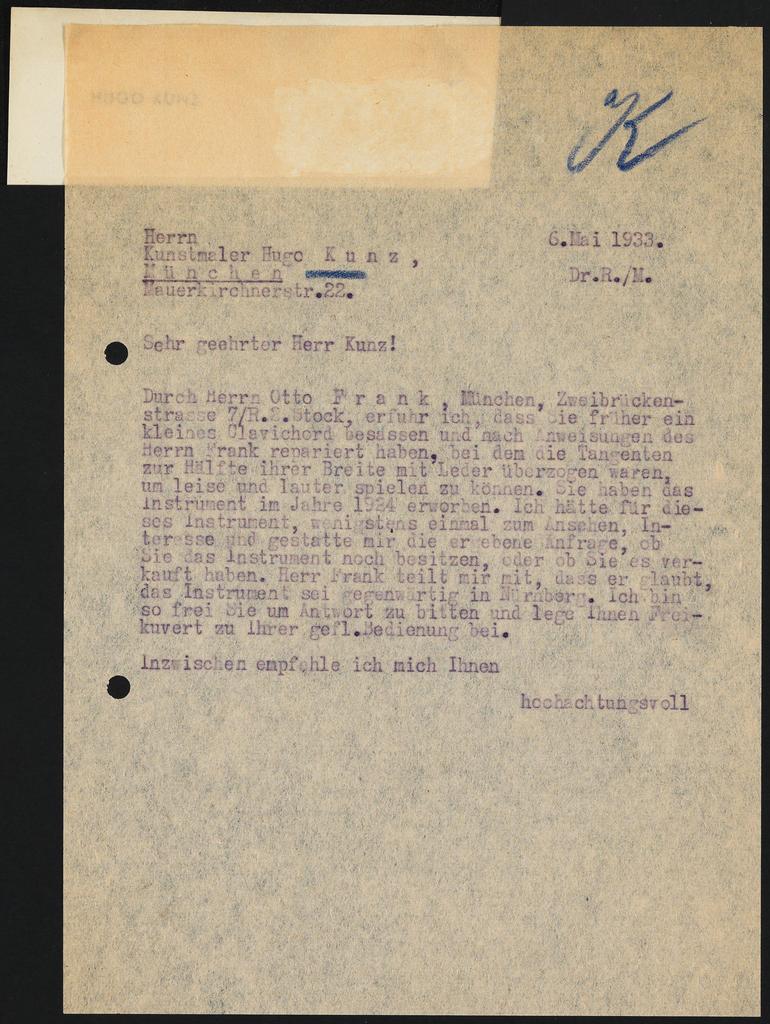 K
Herrn
Kunstmaler Hugo K u n z ,
M ü n c h e n
Mauerkirchnerstr.22.
6.Mai 1933.
Dr.R./M.
Sehr geehrter Herr Kunz!
Durch Herrn Otto F r a n k , München, Zweibrücken-
strasse 7/R.2.Stock, erfuhr ich, dass Sie früher ein
kleines Clavichord besassen und nach Anweisungen des
Herrn Frank repariert haben, bei dem die Tangenten
zur Hälfte ihrer Breite mit Leder überzogen waren,
um leise und lauter spielen zu können. Sie haben das
Instrument im Jahre 1924 erworben. Ich hätte für die-
ses Instrument, wenigstens einmal zum Ansehen, In-
teresse und gestatte mir die ergebene Anfrage, ob
Sie das Instrument noch besitzen, oder ob Sie es ver-
kauft haben. Herr Frank teilt mir mit, dass er glaubt,
das Instrument sei gegenwärtig in Nürnberg. Ich bin
so frei Sie um Antwort zu bitten und lege Ihnen Frei-
kuvert zu Ihrer gefl.Bedienung bei.
Inzwischen empfehle ich mich Ihnen
hochachtungsvoll